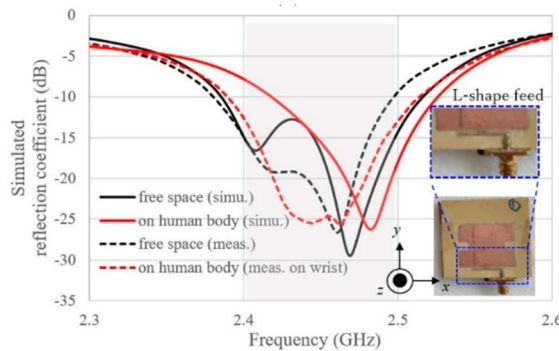 0
-5
-10
-15
-20
-25
-30
-35
Simulated
reflection coefficient (dB)
2.3
2.4
2.5
2.6
Frequency (GHz)
free space (simu.)
on human body (simu.)
free space (meas.)
on human body (meas. on wrist)
L-shape feed
y
z
x